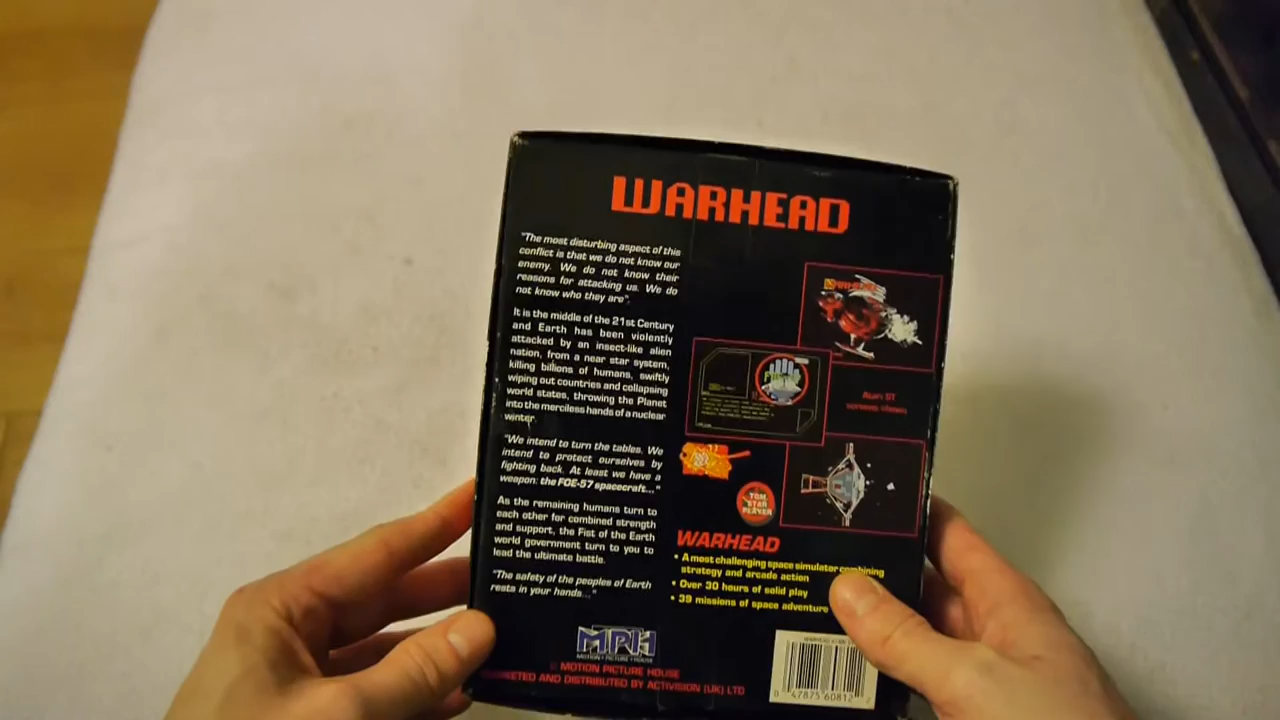 WARHEAD
"The most disturbing aspect of this
conflict is that we do not know our
enemy. We do not know their
reasons for attacking us. We do
not know who they are".
It is the middle of the 21st Century
and Earth has been violently
attacked by an insect-like alien
nation, from a near star system,
killing billions of humans, swiftly
wiping out countries and collapsing
world states, throwing the Planet
into the merciless hands of a nuclear
winter.
"We intend to turn the tables. We
intend to protect ourselves by
fighting back. At least we have a
weapon: the FOE-57 spacecraft..."
As the remaining humans turn to
each other for combined strength
and support, the Fist of the Earth
world government turn to you to
lead the ultimate battle.
"The safety of the peoples of Earth
rests in your hands..."
Atari ST
screens shown
STAR
PLAYER
WARHEAD
• A most challenging space simulator combining
strategy and arcade action
• Over 30 hours of solid play
• 39 missions of space adventure
MPH
MOTION • PICTURE • HOUSE
© MOTION PICTURE HOUSE
ETED AND DISTRIBUTED BY ACTIVISION (UK) LTD
WARHEAD
0 47875 60812 2